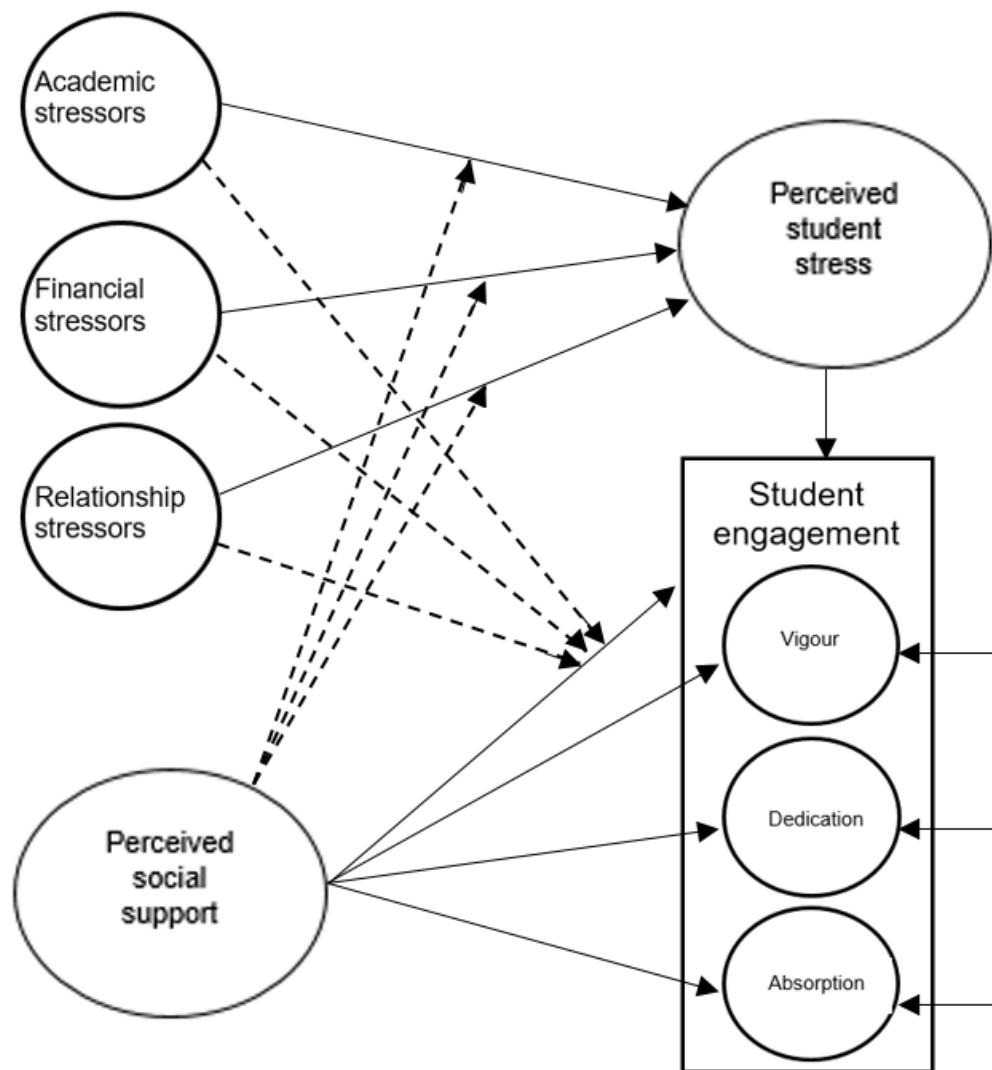 Academic
stressors
Perceived
student
stress
Financial
stressors
Relationship
stressors
Student
engagement
Vigour
Dedication
Perceived
social
support
Absorption